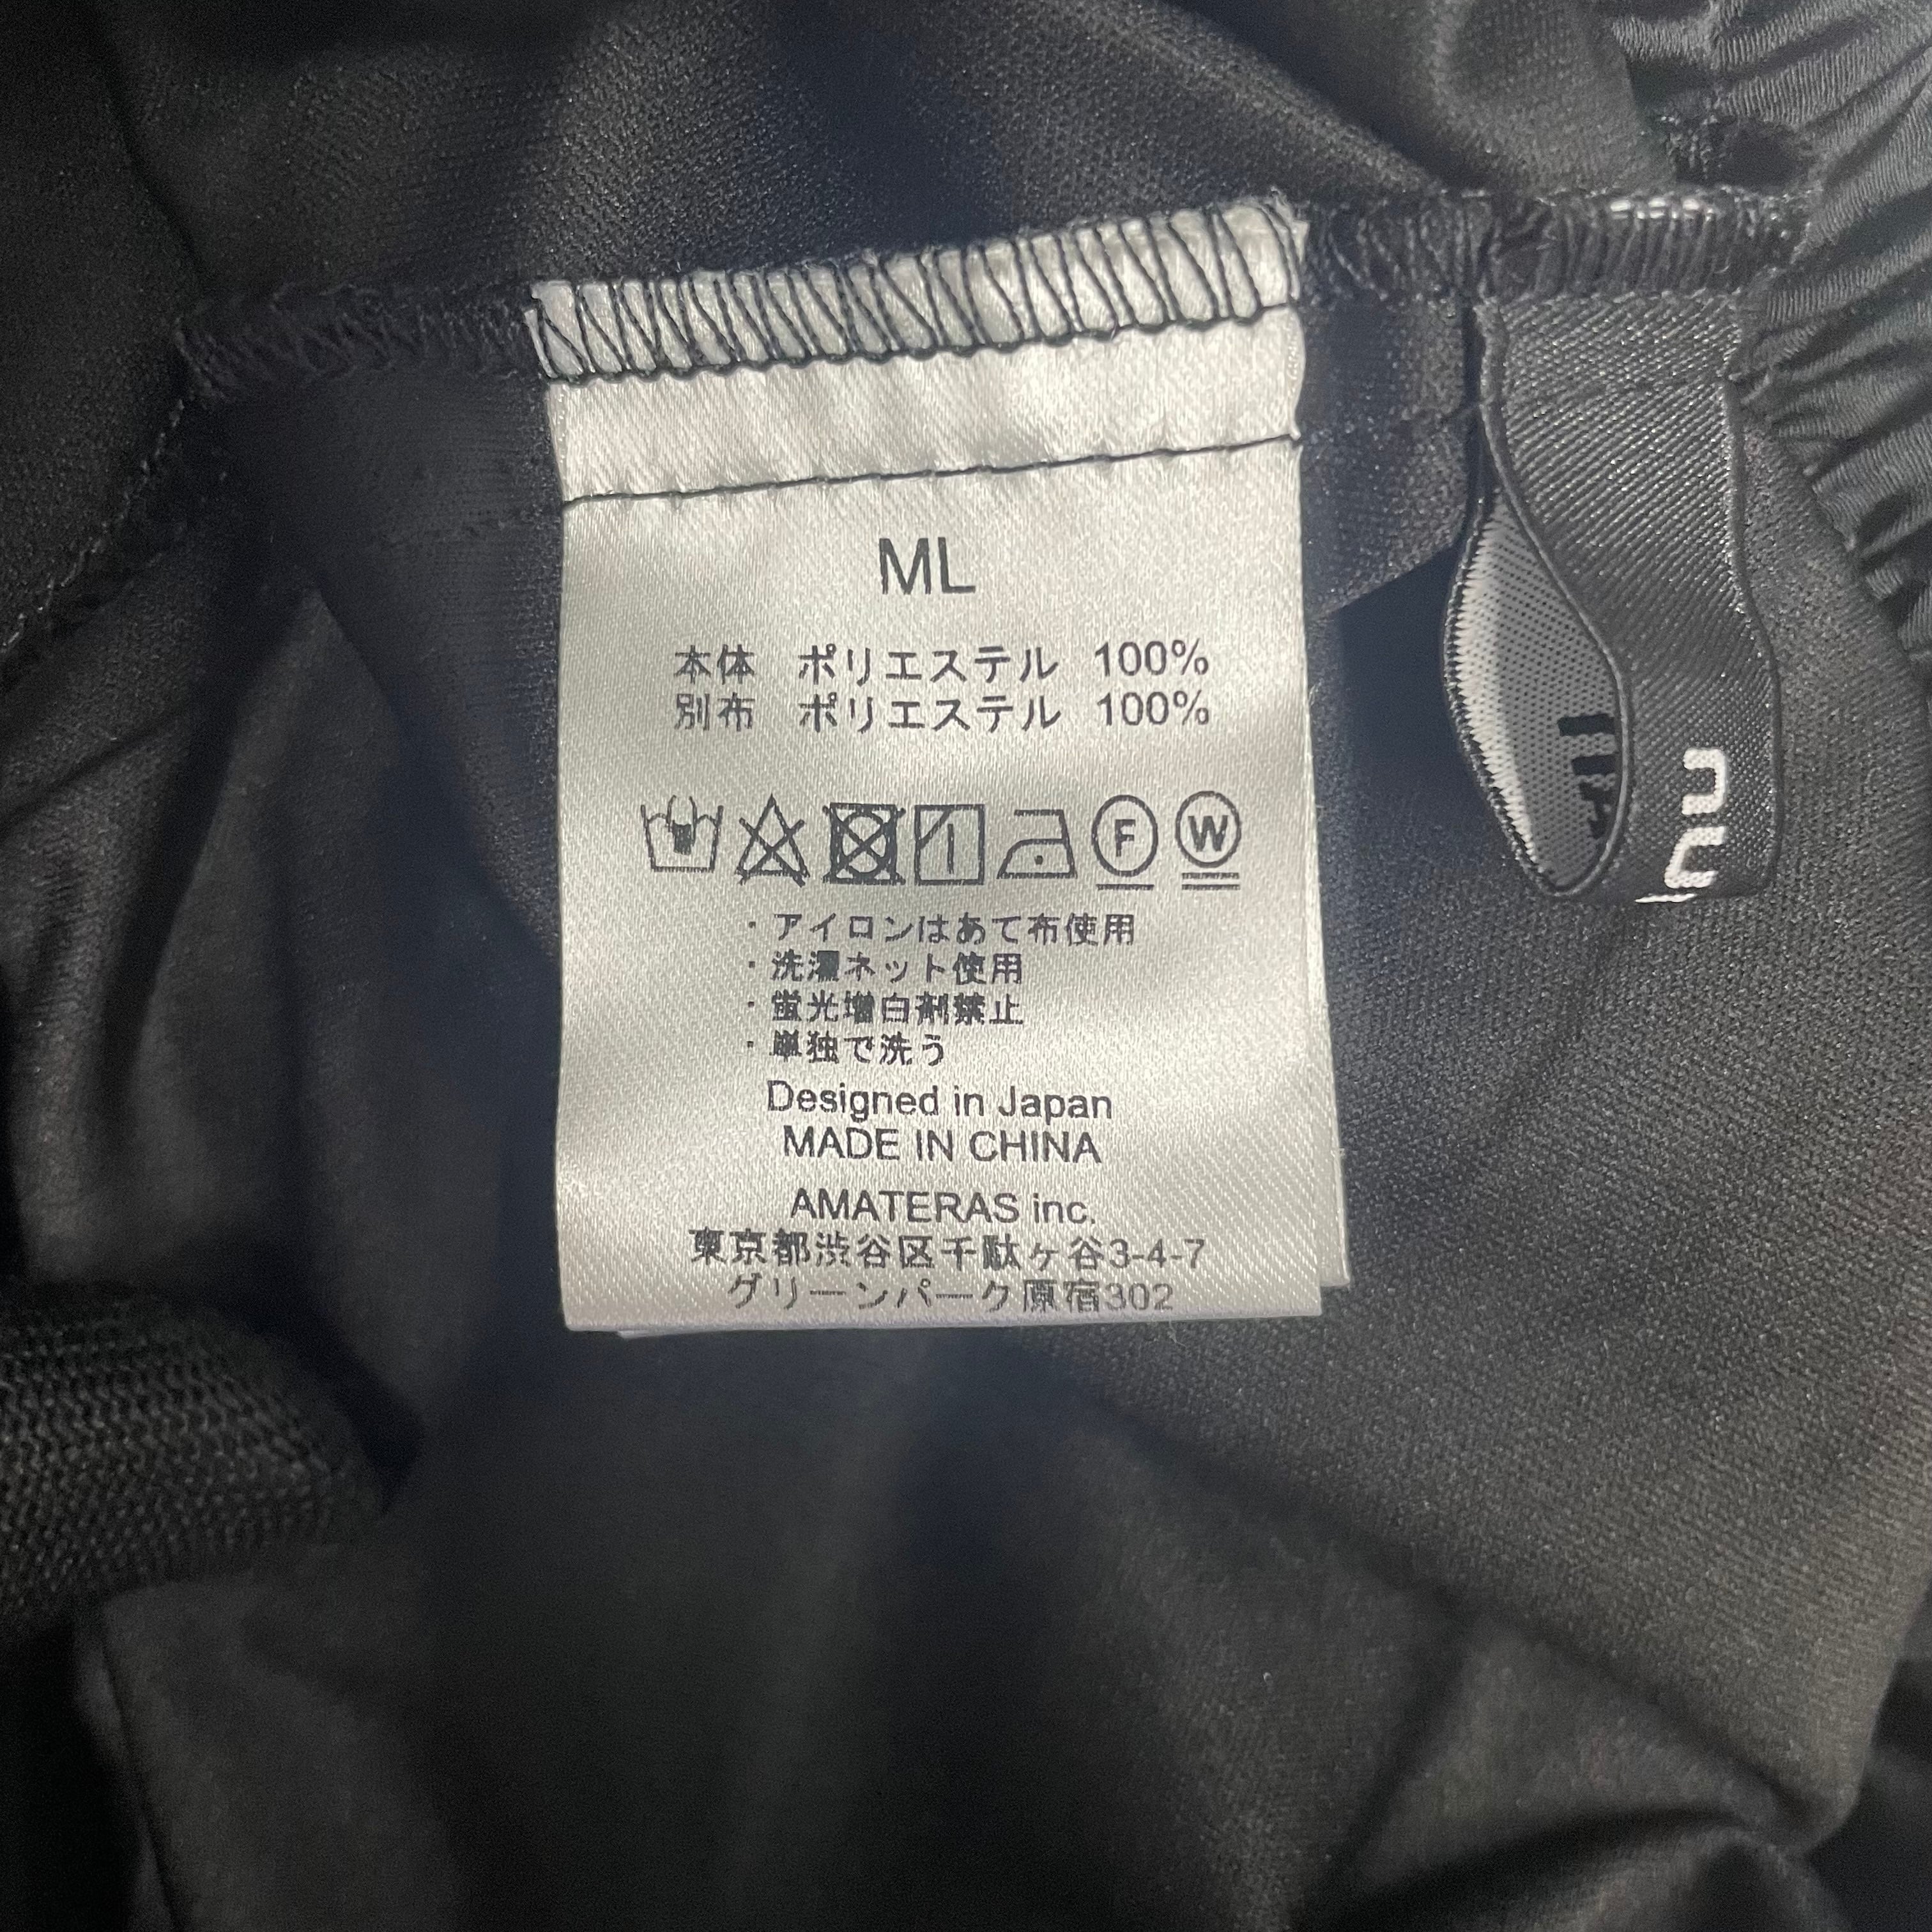 ML
本体 ポリエステル 100%
別布 ポリエステル 100%
F W
・アイロンはあて布使用
・洗濯ネット使用
・蛍光増白剤禁止
・単独で洗う
Designed in Japan
MADE IN CHINA
AMATERAS inc.
東京都渋谷区千駄ヶ谷3-4-7
グリーンパーク原宿302